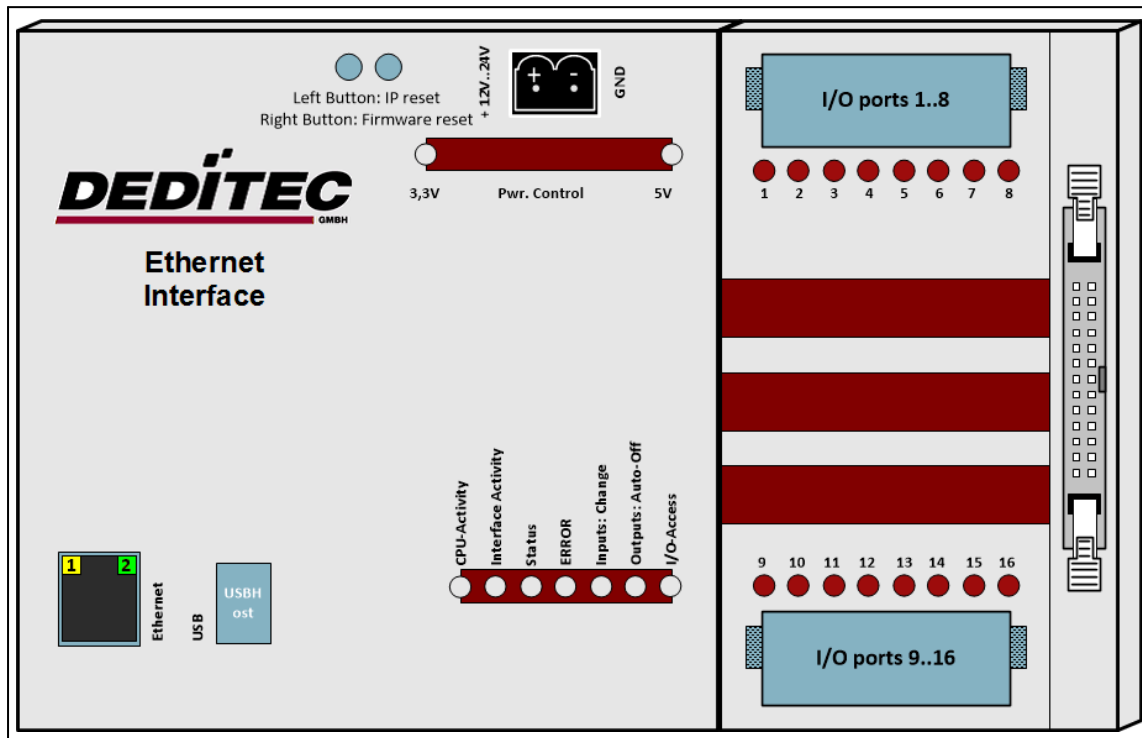 Left Button: IP reset
Right Button: Firmware reset
+ 12V..24V
+ -
GND
3,3V Pwr. Control 5V
DEDITEC
GMBH
Ethernet
Interface
I/O ports 1..8
1 2 3 4 5 6 7 8
CPU-Activity
Interface Activity
Status
ERROR
Inputs: Change
Outputs: Auto-Off
I/O-Access
1 2
Ethernet
USB
USBH
ost
9 10 11 12 13 14 15 16
I/O ports 9..16